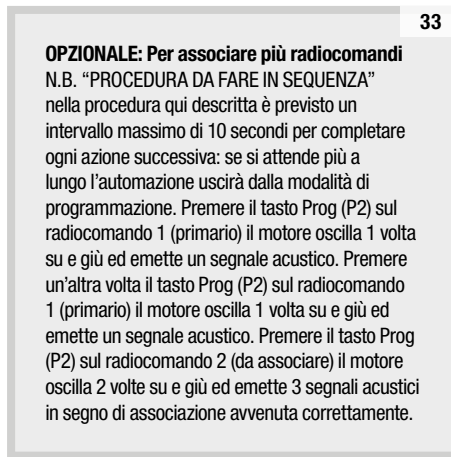 33
OPZIONALE: Per associare più radiocomandi
N.B. “PROCEDURA DA FARE IN SEQUENZA”
nella procedura qui descritta è previsto un
intervallo massimo di 10 secondi per completare
ogni azione successiva: se si attende più a
lungo l’automazione uscirà dalla modalità di
programmazione. Premere il tasto Prog (P2) sul
radiocomando 1 (primario) il motore oscilla 1 volta
su e giù ed emette un segnale acustico. Premere
un’altra volta il tasto Prog (P2) sul radiocomando
1 (primario) il motore oscilla 1 volta su e giù ed
emette un segnale acustico. Premere il tasto Prog
(P2) sul radiocomando 2 (da associare) il motore
oscilla 2 volte su e giù ed emette 3 segnali acustici
in segno di associazione avvenuta correttamente.